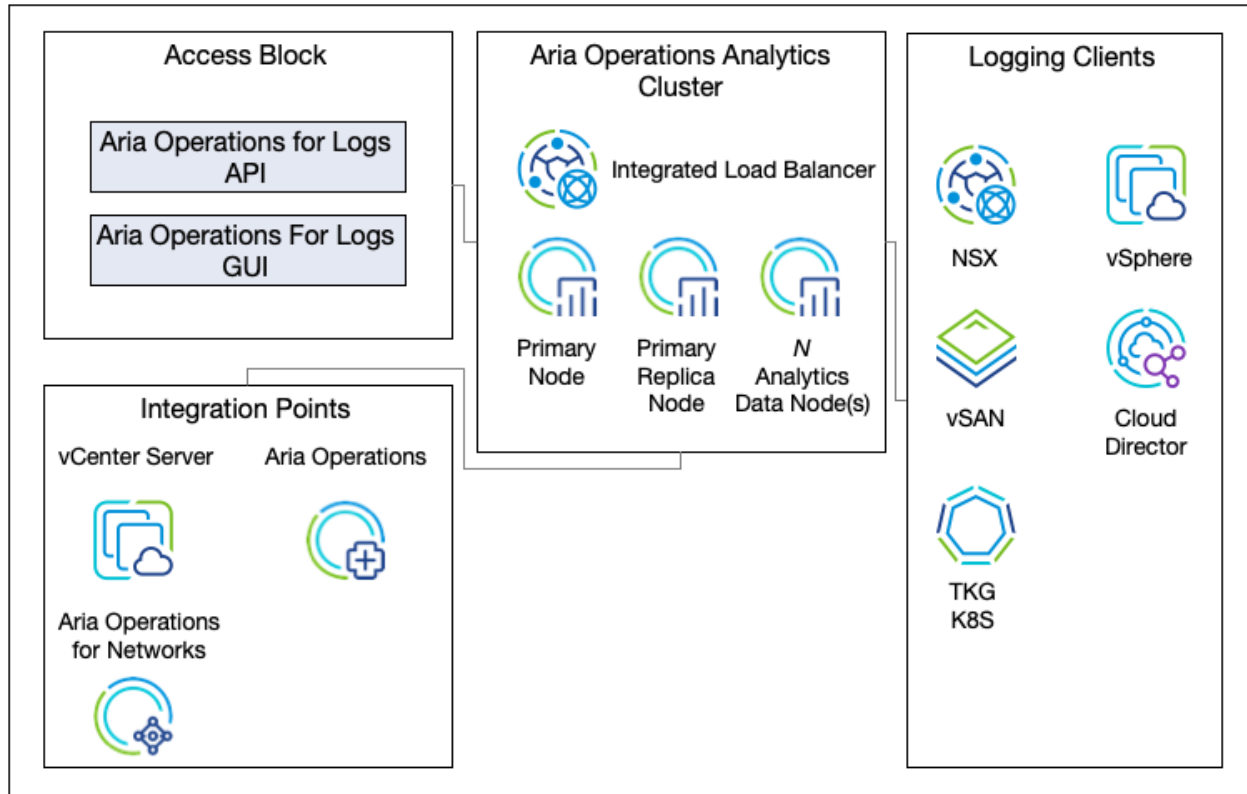 Access Block
Aria Operations for Logs
API
Aria Operations For Logs
GUI
Aria Operations Analytics
Cluster
Integrated Load Balancer
Primary
Node
Primary
Replica
Node
N
Analytics
Data Node(s)
Logging Clients
NSX
vSphere
vSAN
Cloud
Director
TKG
K8S
Integration Points
vCenter Server
Aria Operations
Aria Operations
for Networks